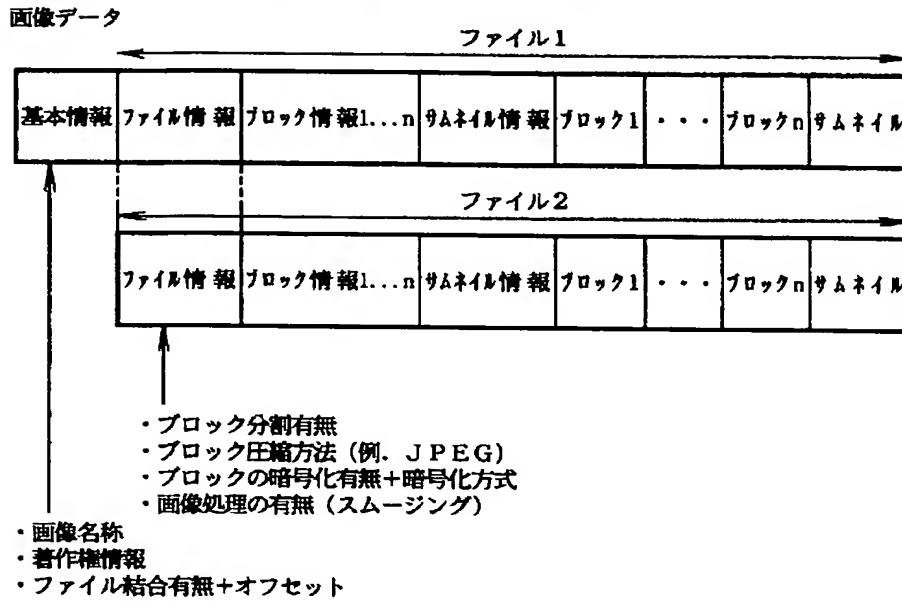 画像データ
ファイル1
基本情報 ファイル情報 ブロック情報1...n サムネイル情報 ブロック1 ・・・ ブロックn サムネイル
ファイル2
ファイル情報 ブロック情報1...n サムネイル情報 ブロック1 ・・・ ブロックn サムネイル
・ブロック分割有無
・ブロック圧縮方法（例．JPEG）
・ブロックの暗号化有無＋暗号化方式
・画像処理の有無（スムージング）
・画像名称
・著作権情報
・ファイル結合有無＋オフセット